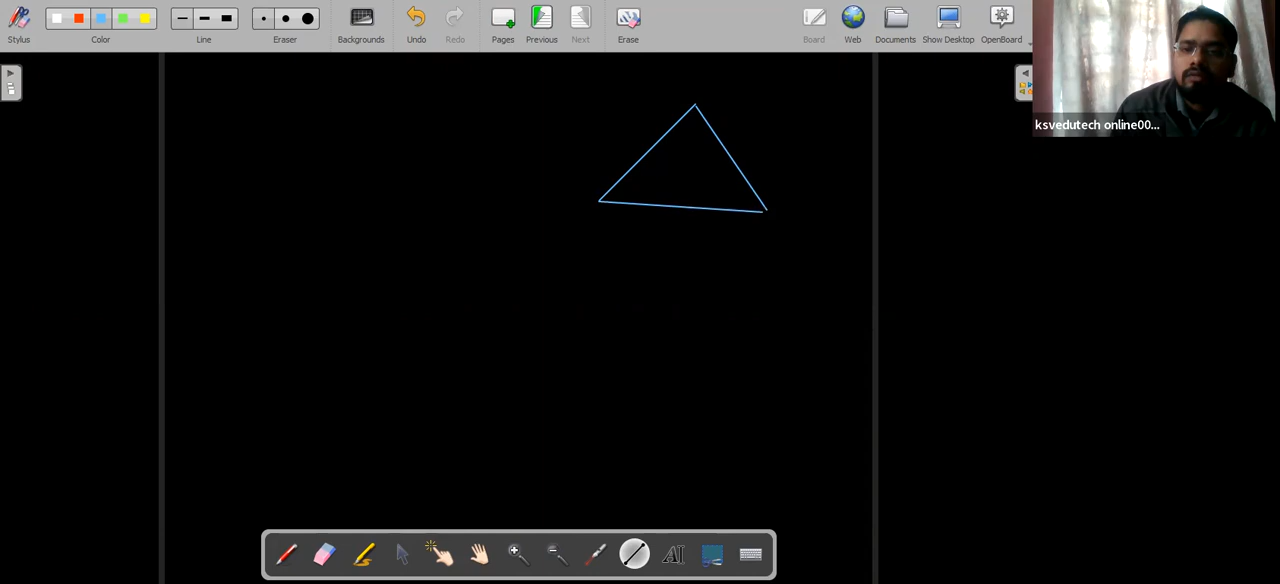 Stylus Color Line Eraser Backgrounds Undo Redo Pages Previous Next Erase Board Web Documents Show Desktop OpenBoard
ksvedutech online00...
AI